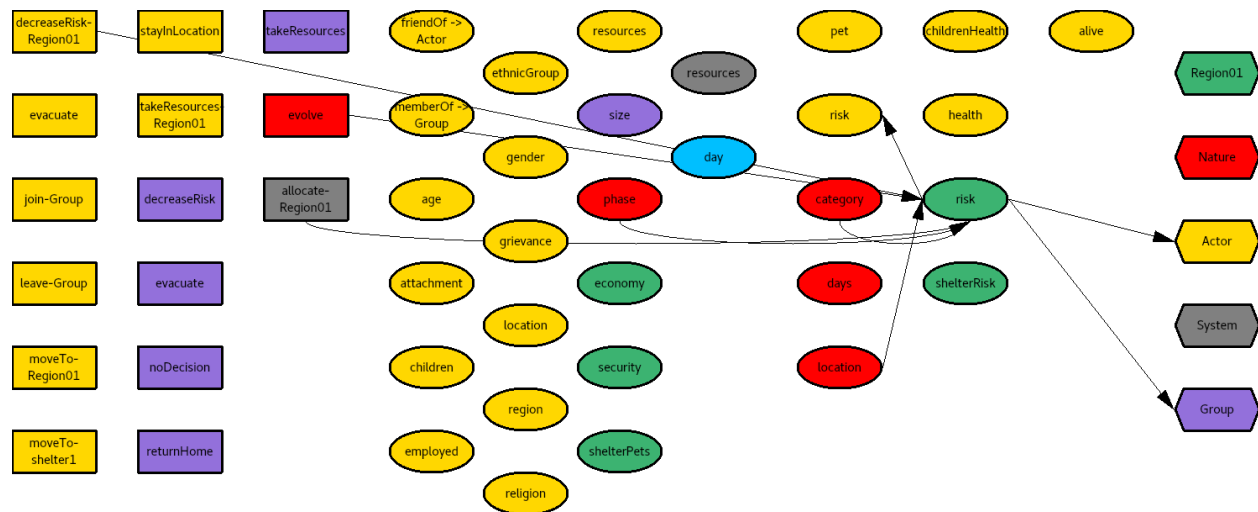 decreaseRisk-
Region01
stayInLocation
takeResources
friendOf ->
Actor
resources
pet
childrenHealth
alive
ethnicGroup
resources
Region01
evacuate
takeResources-
Region01
evolve
memberOf ->
Group
size
risk
health
gender
day
Nature
join-Group
decreaseRisk
allocate-
Region01
age
phase
category
risk
grievance
Actor
leave-Group
evacuate
attachment
economy
days
shelterRisk
location
System
moveTo-
Region01
noDecision
children
security
location
region
Group
moveTo-
shelter1
returnHome
employed
shelterPets
religion